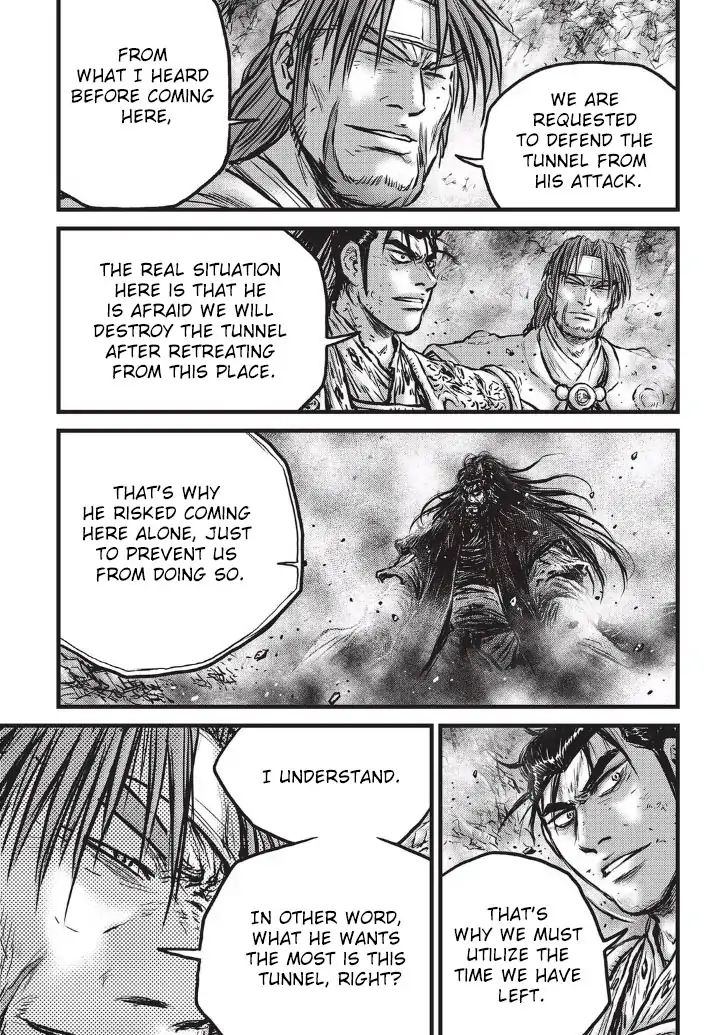 FROM
WHAT I HEARD
BEFORE COMING
HERE,
WE ARE
REQUESTED
TO DEFEND THE
TUNNEL FROM
HIS ATTACK.
THE REAL SITUATION
HERE IS THAT HE
IS AFRAID WE WILL
DESTROY THE TUNNEL
AFTER RETREATING
FROM THIS PLACE.
THAT'S WHY
HE RISKED COMING
HERE ALONE, JUST
TO PREVENT US
FROM DOING SO.
THAT'S
WHY WE MUST
UTILIZE THE
TIME WE HAVE
LEFT.
I UNDERSTAND.
IN OTHER WORD,
WHAT HE WANTS
THE MOST IS THIS
TUNNEL, RIGHT?